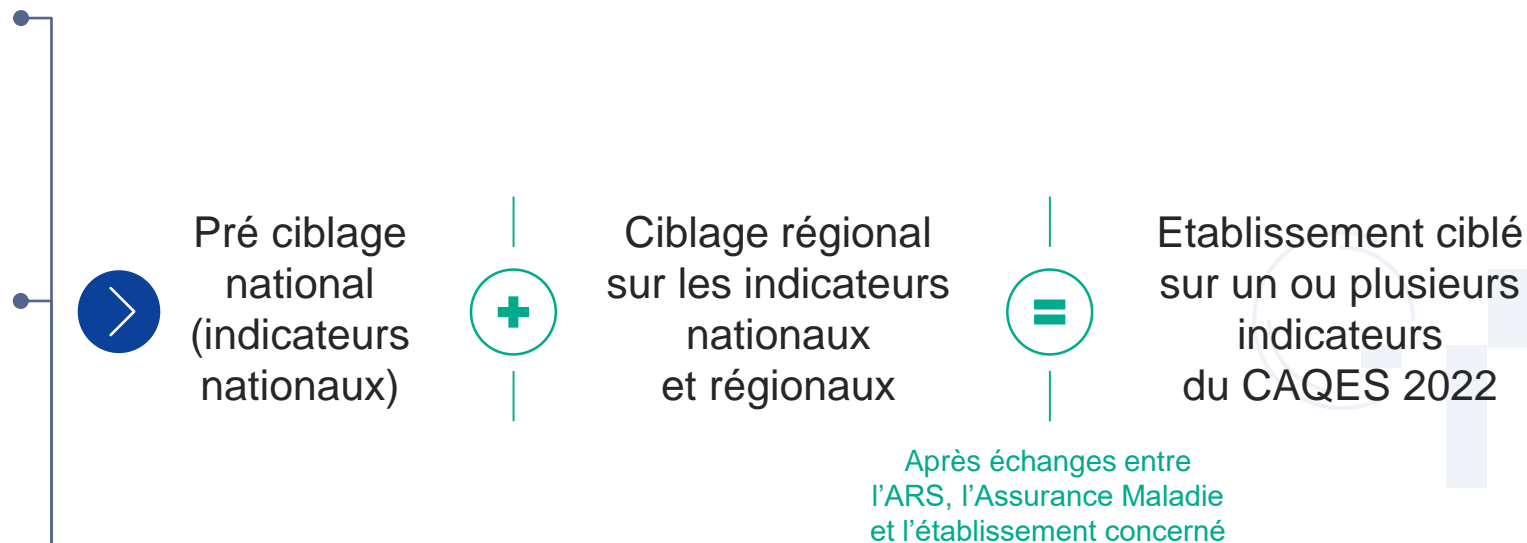 Pré ciblage
national
(indicateurs
nationaux)
Ciblage régional
sur les indicateurs
nationaux
et régionaux
Etablissement ciblé
sur un ou plusieurs
indicateurs
du CAQES 2022
Après échanges entre
l’ARS, l’Assurance Maladie
et l’établissement concerné